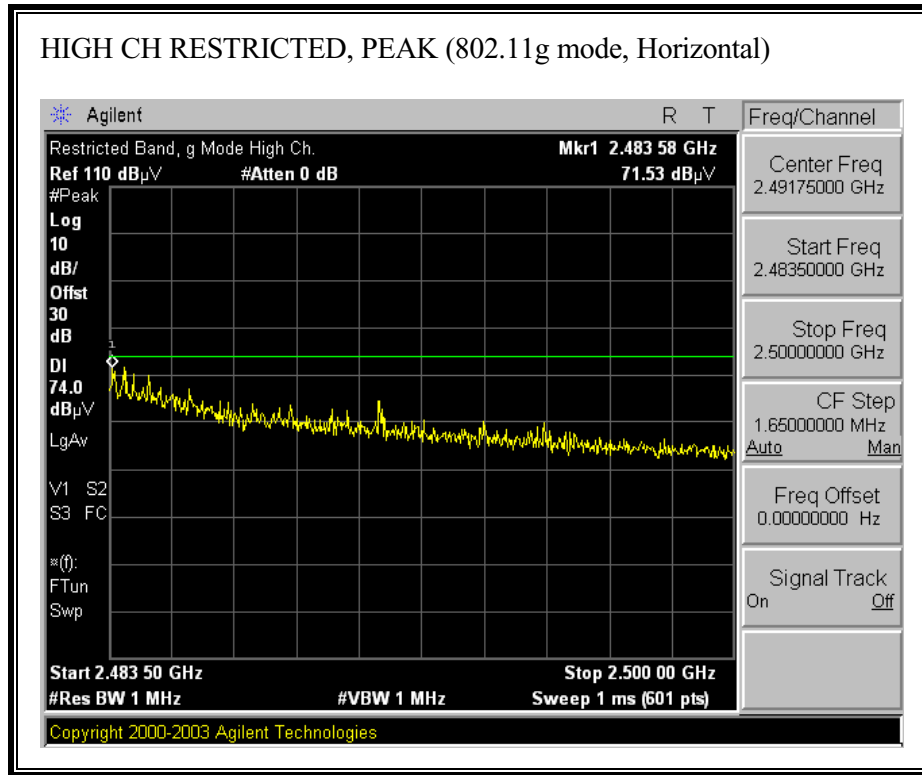 HIGH CH RESTRICTED, PEAK (802.11g mode, Horizontal)
Agilent R T
Freq/Channel
Restricted Band, g Mode High Ch. Mkr1 2.483 58 GHz
Ref 110 dBµV #Atten 0 dB 71.53 dBµV
#Peak
Log
10
dB/
Offst
30
dB
DI
74.0
dBµV
LgAv
V1 S2
S3 FC
¤(f):
FTun
Swp
1
Start 2.483 50 GHz Stop 2.500 00 GHz
#Res BW 1 MHz #VBW 1 MHz Sweep 1 ms (601 pts)
Center Freq
2.49175000 GHz
Start Freq
2.48350000 GHz
Stop Freq
2.50000000 GHz
CF Step
1.65000000 MHz
Auto Man
Freq Offset
0.00000000 Hz
Signal Track
On Off
Copyright 2000-2003 Agilent Technologies